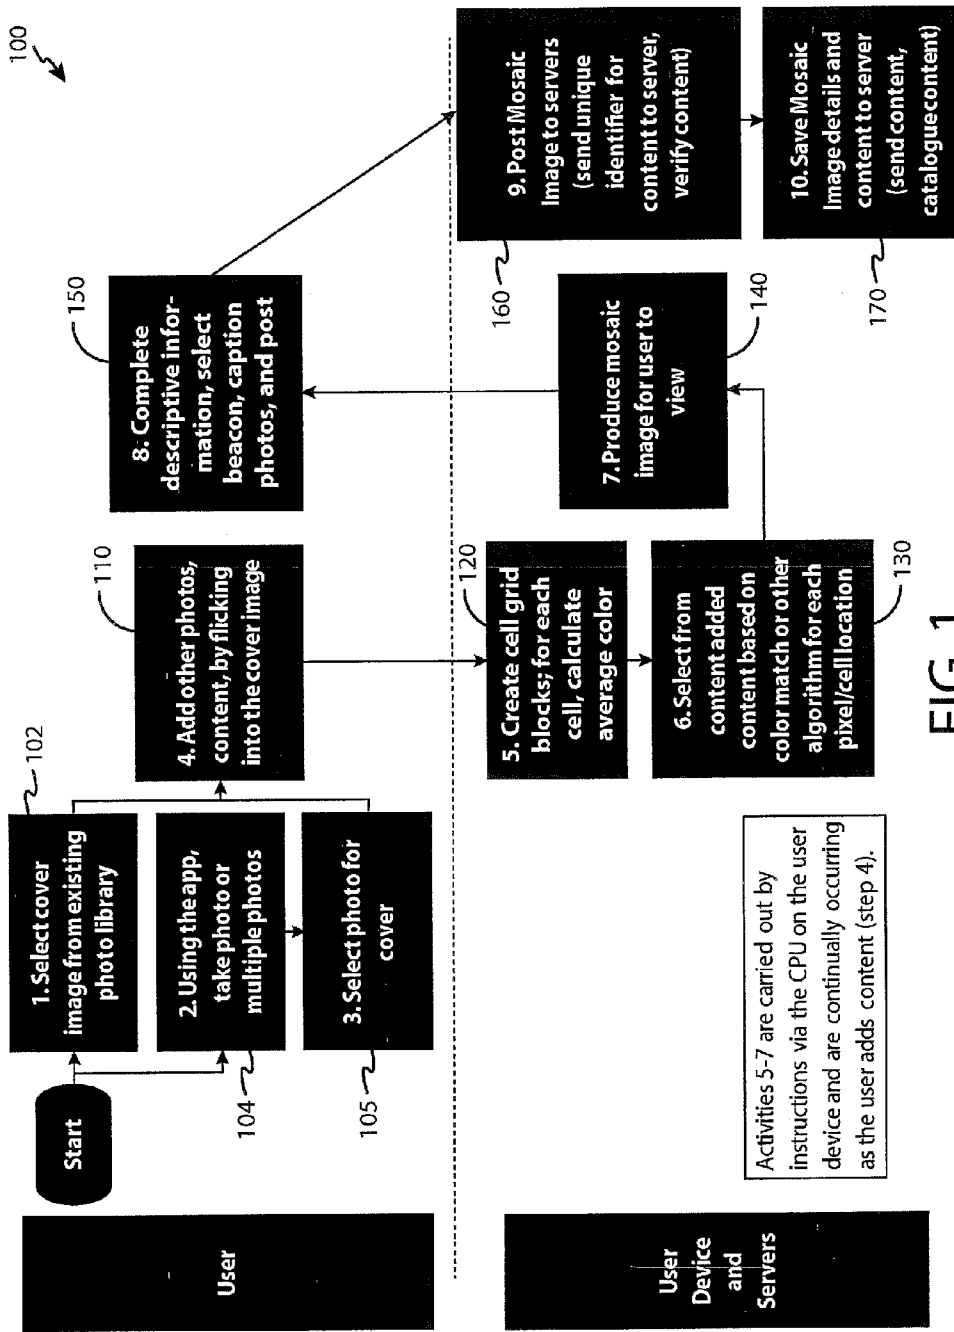 100
User
Start
1. Select cover
image from existing
photo library
102
2. Using the app,
take photo or
multiple photos
104
3. Select photo for
cover
105
4. Add other photos,
content, by flicking
into the cover image
110
8. Complete
descriptive infor-
mation, select
beacon, caption
photos, and post
150
User
Device
and
Servers
Activities 5-7 are carried out by
instructions via the CPU on the user
device and are continually occurring
as the user adds content (step 4).
5. Create cell grid
blocks; for each
cell, calculate
average color
120
6. Select from
content added
content based on
color match or other
algorithm for each
pixel/cell location
130
7. Produce mosaic
image for user to
view
140
9. Post Mosaic
Image to servers
(send unique
identifier for
content to server,
verify content)
160
10. Save Mosaic
Image details and
content to server
(send content,
cataloguecontent)
170
FIG. 1